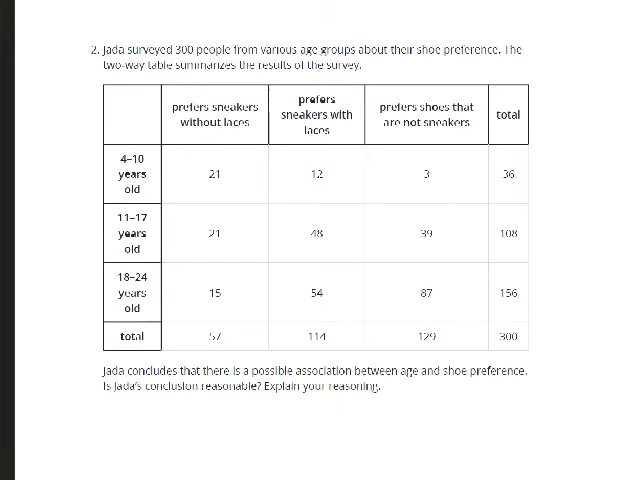 2. Jada surveyed 300 people from various age groups about their shoe preference. The
two-way table summarizes the results of the survey.
prefers sneakers without laces | prefers sneakers with laces | prefers shoes that are not sneakers | total
4–10 years old | 21 | 12 | 3 | 36
11–17 years old | 21 | 48 | 39 | 108
18–24 years old | 15 | 54 | 87 | 156
total | 57 | 114 | 129 | 300
Jada concludes that there is a possible association between age and shoe preference.
Is Jada's conclusion reasonable? Explain your reasoning.